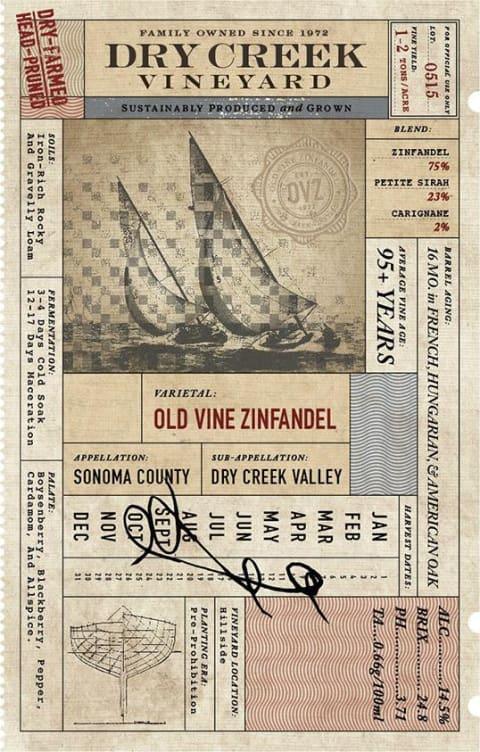 DRY-FARMED
HEAD-PRUNED
FAMILY OWNED SINCE 1972
DRY CREEK
VINEYARD
SUSTAINABLY PRODUCED and GROWN
FOR OFFICIAL USE ONLY
LOT: 0515
VINE YIELD:
1-2 TONS/ACRE
BLEND:
ZINFANDEL
75%
PETITE SIRAH
23%
CARIGNANE
2%
SOILS:
Iron-Rich Rocky
And Gravelly Loam
OLD VINE ZINFANDEL
DVZ
BARREL AGING:
16 MO. in FRENCH, HUNGARIAN, & AMERICAN OAK
AVERAGE VINE AGE:
95+ YEARS
FERMENTATION:
3-4 Days Cold Soak
12-17 Days Maceration
VARIETAL:
OLD VINE ZINFANDEL
APPELLATION:
SONOMA COUNTY
SUB-APPELLATION:
DRY CREEK VALLEY
PALATE:
Boysenberry, Blackberry, Pepper,
Cardamom, And Allspice.
HARVEST DATES:
JAN
FEB
MAR
APR
MAY
JUN
JUL
AUG
SEPT
OCT
NOV
DEC
VINEYARD LOCATION:
Hillside
PLANTING ERA:
Pre-Prohibition
ALC..........14.5%
BRIX..........24.8
PH............3.71
TA....0.66g/100ml